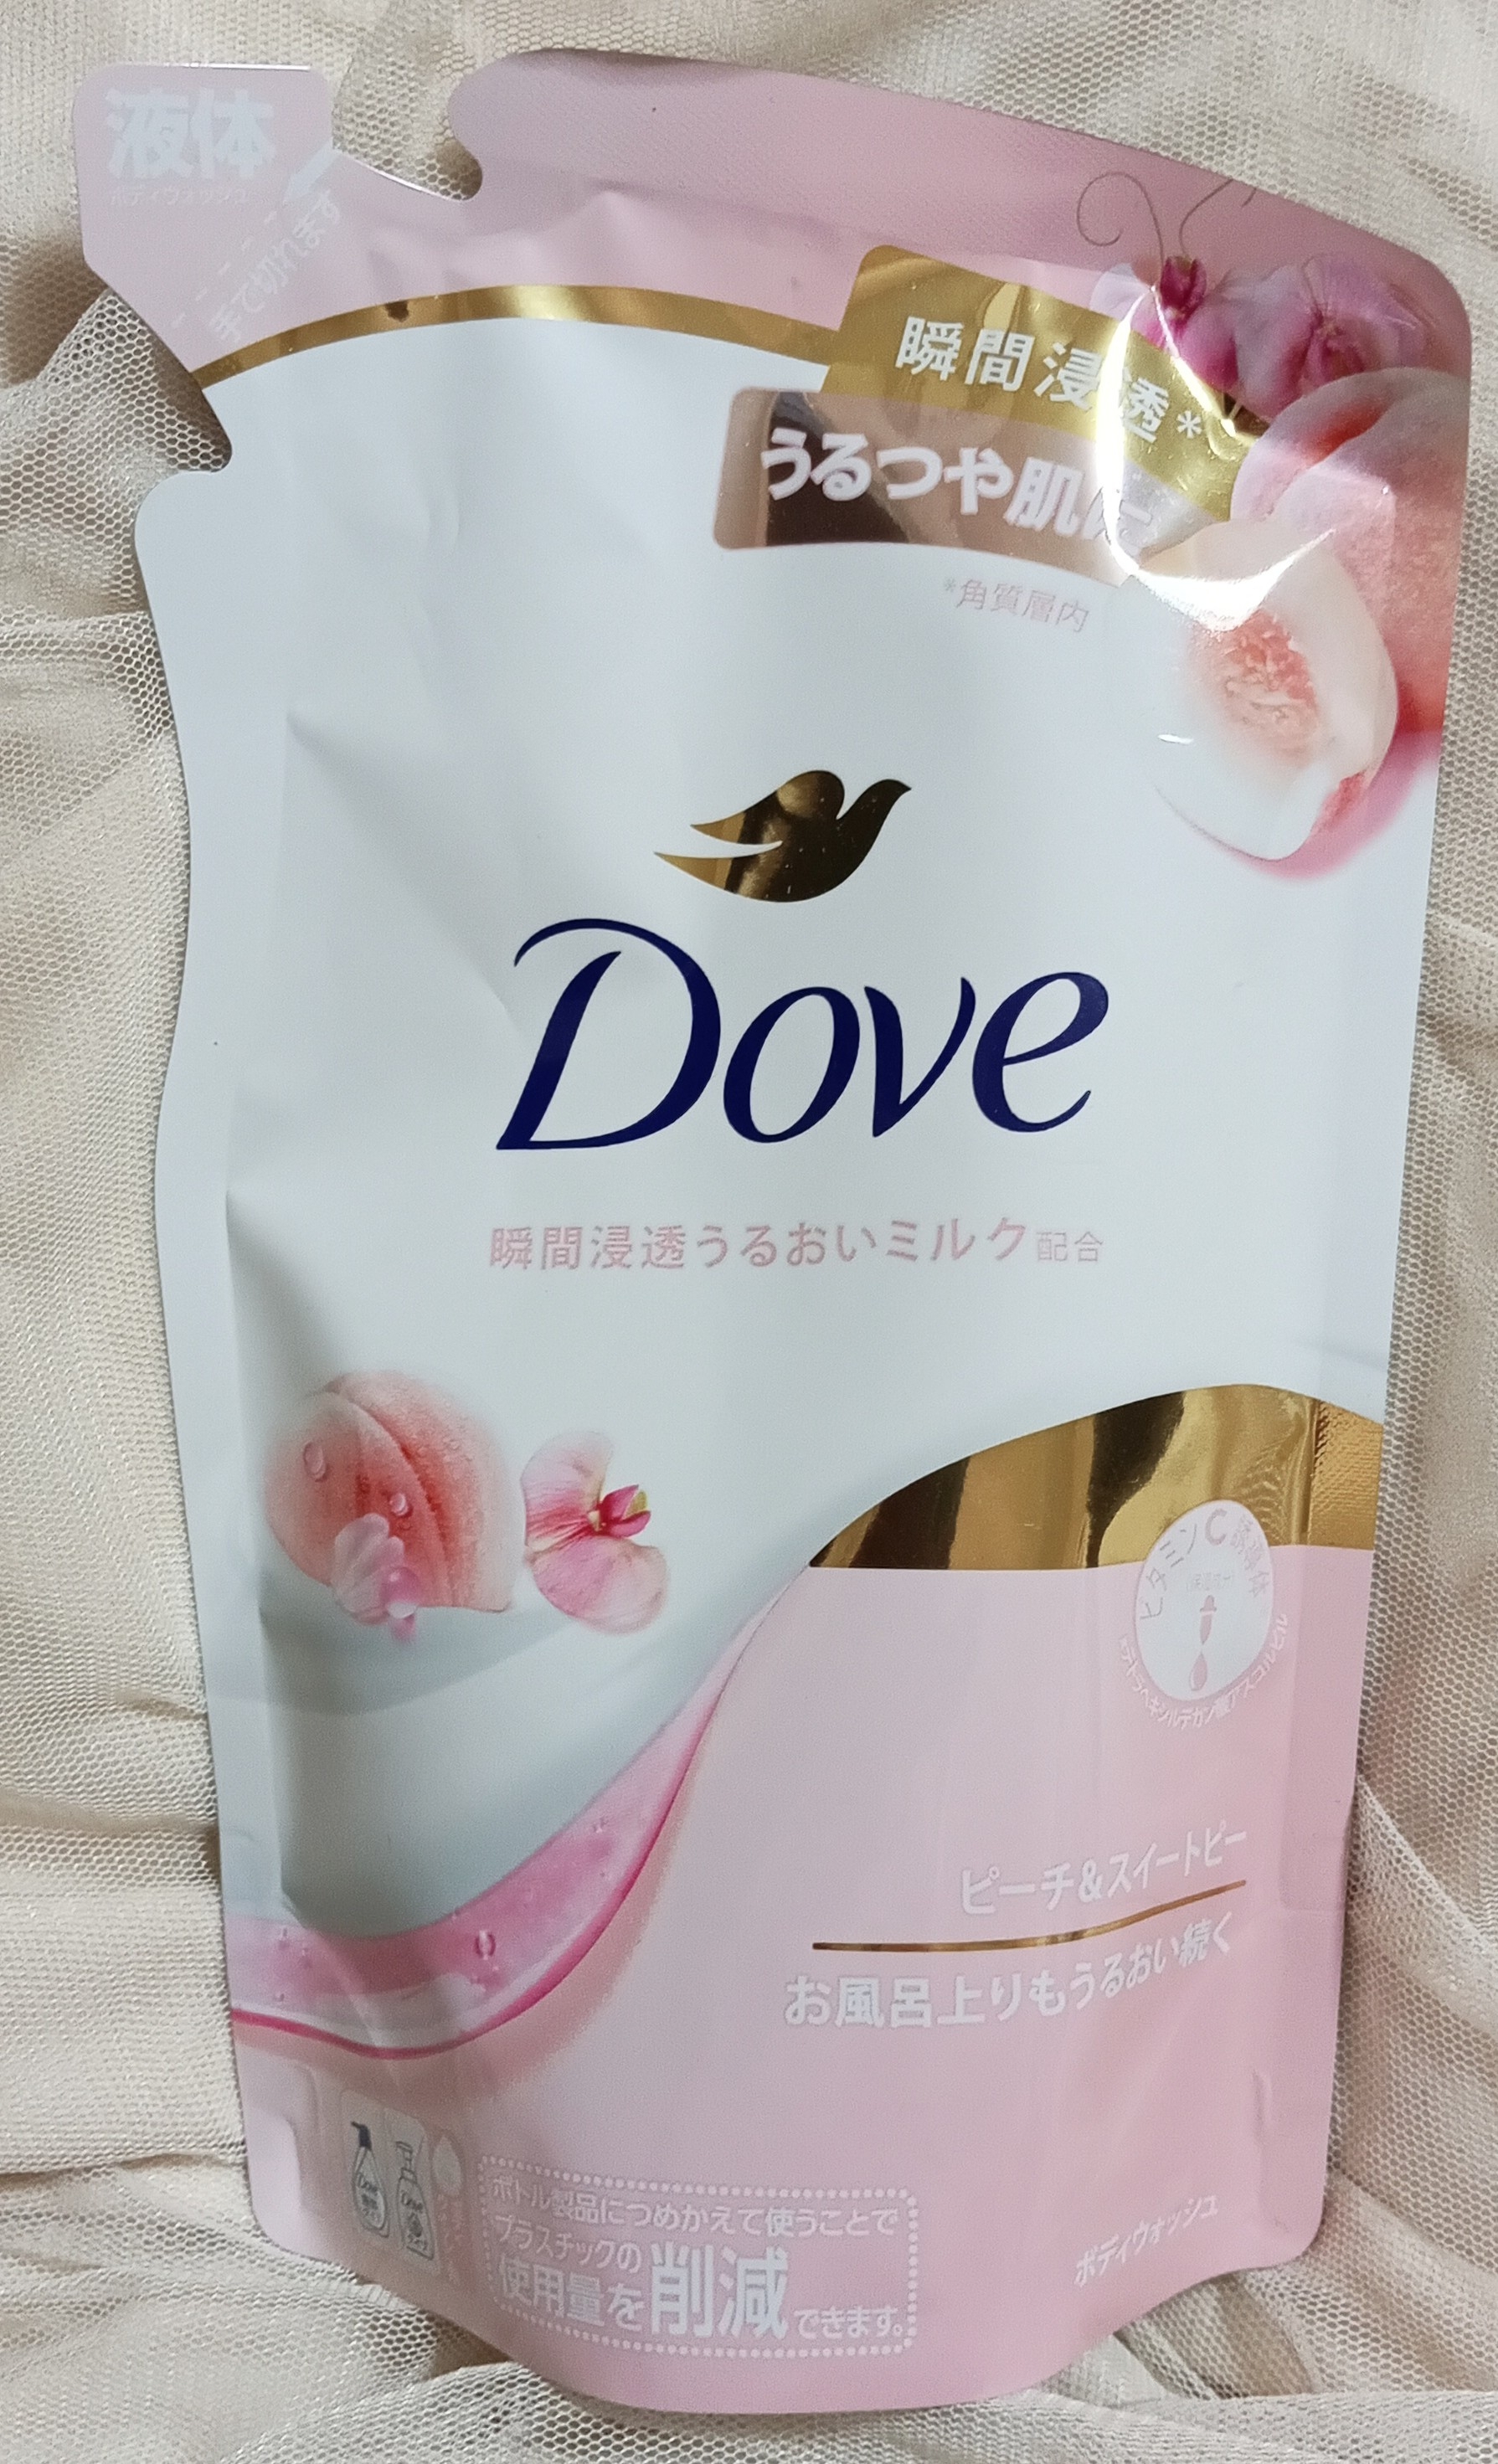 液体
ボディウォッシュ
手で切れます
瞬間浸透*
うるつや肌に
*角質層内
Dove
瞬間浸透うるおいミルク配合
ビタミンC誘導体
ピーチ&スイートピー
お風呂上りもうるおい続く
ボトル製品につめかえて使うことで
プラスチックの
使用量を削減できます。
ボディウォッシュ